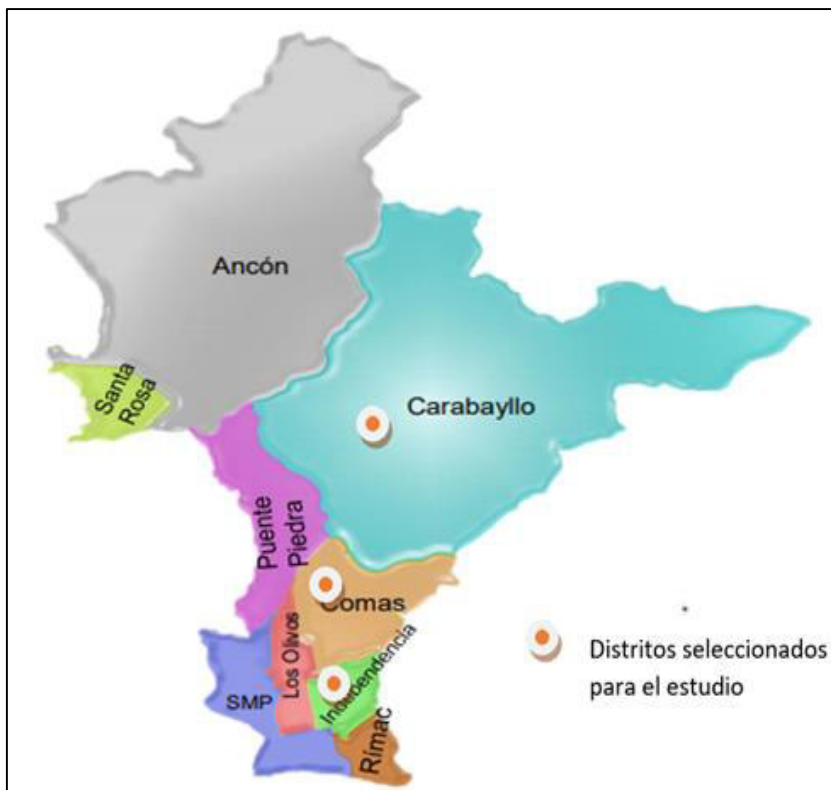 Ancón
Santa
Rosa
Carabayllo
Puente
Piedra
Comas
Los Olivos
Independencia
SMP
Rímac
Distritos seleccionados
para el estudio